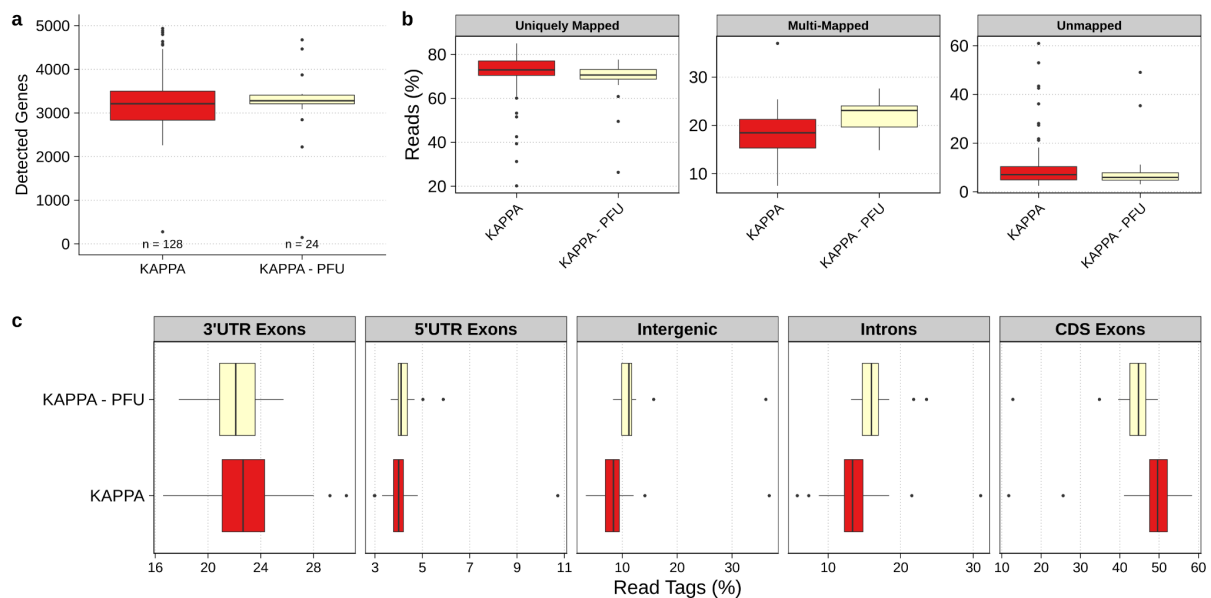 a
Detected Genes
5000
4000
3000
2000
1000
0
n = 128
n = 24
KAPPA
KAPPA - PFU
b
Reads (%)
Uniquely Mapped
80
60
40
20
KAPPA
KAPPA - PFU
Multi-Mapped
30
20
10
KAPPA
KAPPA - PFU
Unmapped
60
40
20
0
KAPPA
KAPPA - PFU
c
3'UTR Exons
5'UTR Exons
Intergenic
Introns
CDS Exons
KAPPA - PFU
KAPPA
16 20 24 28
3 5 7 9 11
10 20 30
10 20 30
10 20 30 40 50 60
Read Tags (%)